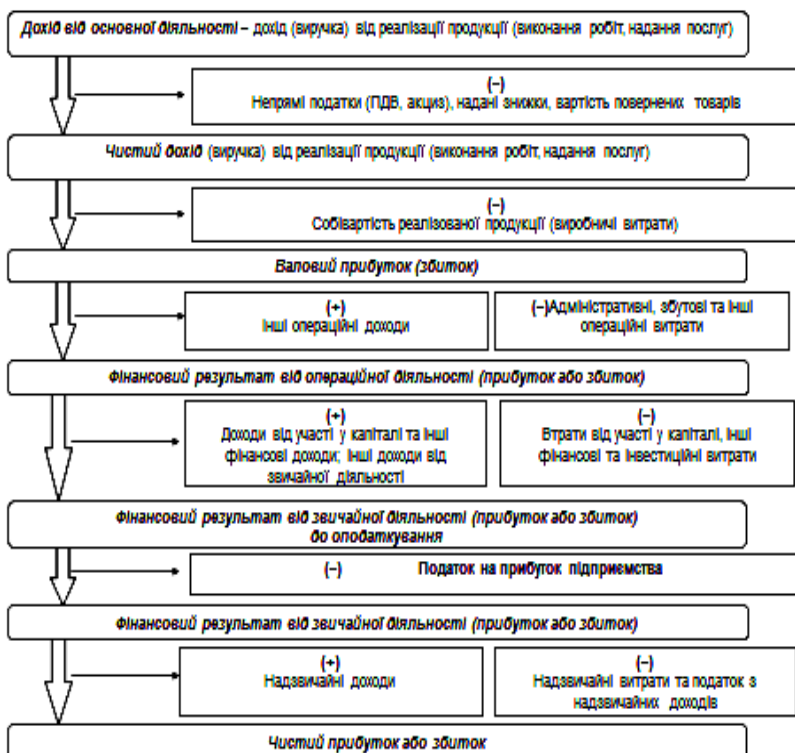 Дохід від основної діяльності – дохід (виручка) від реалізації продукції (виконання робіт, надання послуг)
(–)
Непрямі податки (ПДВ, акциз), надані знижки, вартість повернених товарів
Чистий дохід (виручка) від реалізації продукції (виконання робіт, надання послуг)
(–)
Собівартість реалізованої продукції (виробничі витрати)
Валовий прибуток (збиток)
(+)
Інші операційні доходи
(–)Адміністративні, збутові та інші
операційні витрати
Фінансовий результат від операційної діяльності (прибуток або збиток)
(+)
Доходи від участі у капіталі та інші
фінансові доходи; інші доходи від
звичайної діяльності
(–)
Втрати від участі у капіталі, інші
фінансові та інвестиційні витрати
Фінансовий результат від звичайної діяльності (прибуток або збиток)
до оподаткування
(–) Податок на прибуток підприємства
Фінансовий результат від звичайної діяльності (прибуток або збиток)
(+)
Надзвичайні доходи
(–)
Надзвичайні витрати та податок з
надзвичайних доходів
Чистий прибуток або збиток